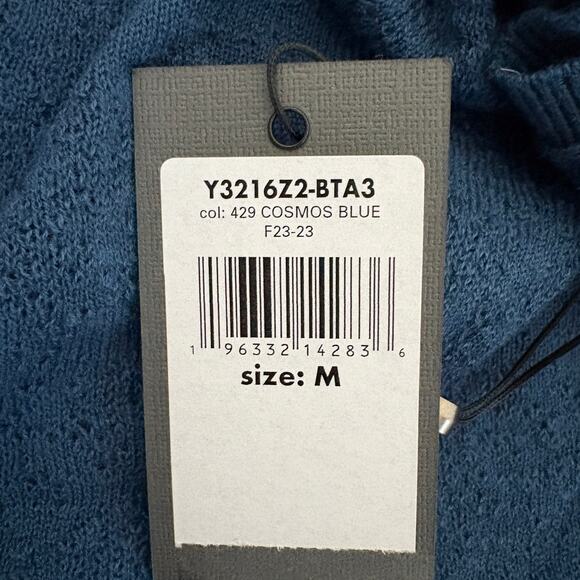 Y3216Z2-BTA3
col: 429 COSMOS BLUE
F23-23
1 96332 14283 6
size: M